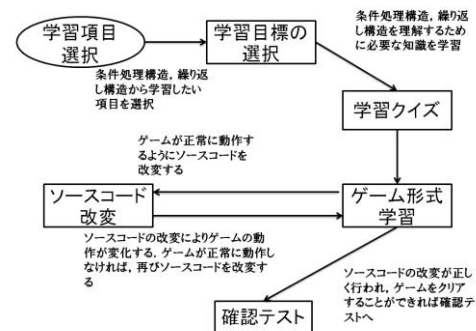 学習項目
選択
学習目標の
選択
条件処理構造，繰り返
し構造を理解するため
に必要な知識を学習
条件処理構造，繰り返し
構造から学習したい
項目を選択
学習クイズ
ゲームが正常に動作す
るようにソースコードを
改変する
ソースコード
改変
ゲーム形式
学習
ソースコードの改変によりゲームの動
作が変化する．ゲームが正常に動作し
なければ，再びソースコードを改変す
る
ソースコードの改変が正し
く行われ，ゲームをクリア
することができれば確認テ
ストへ
確認テスト